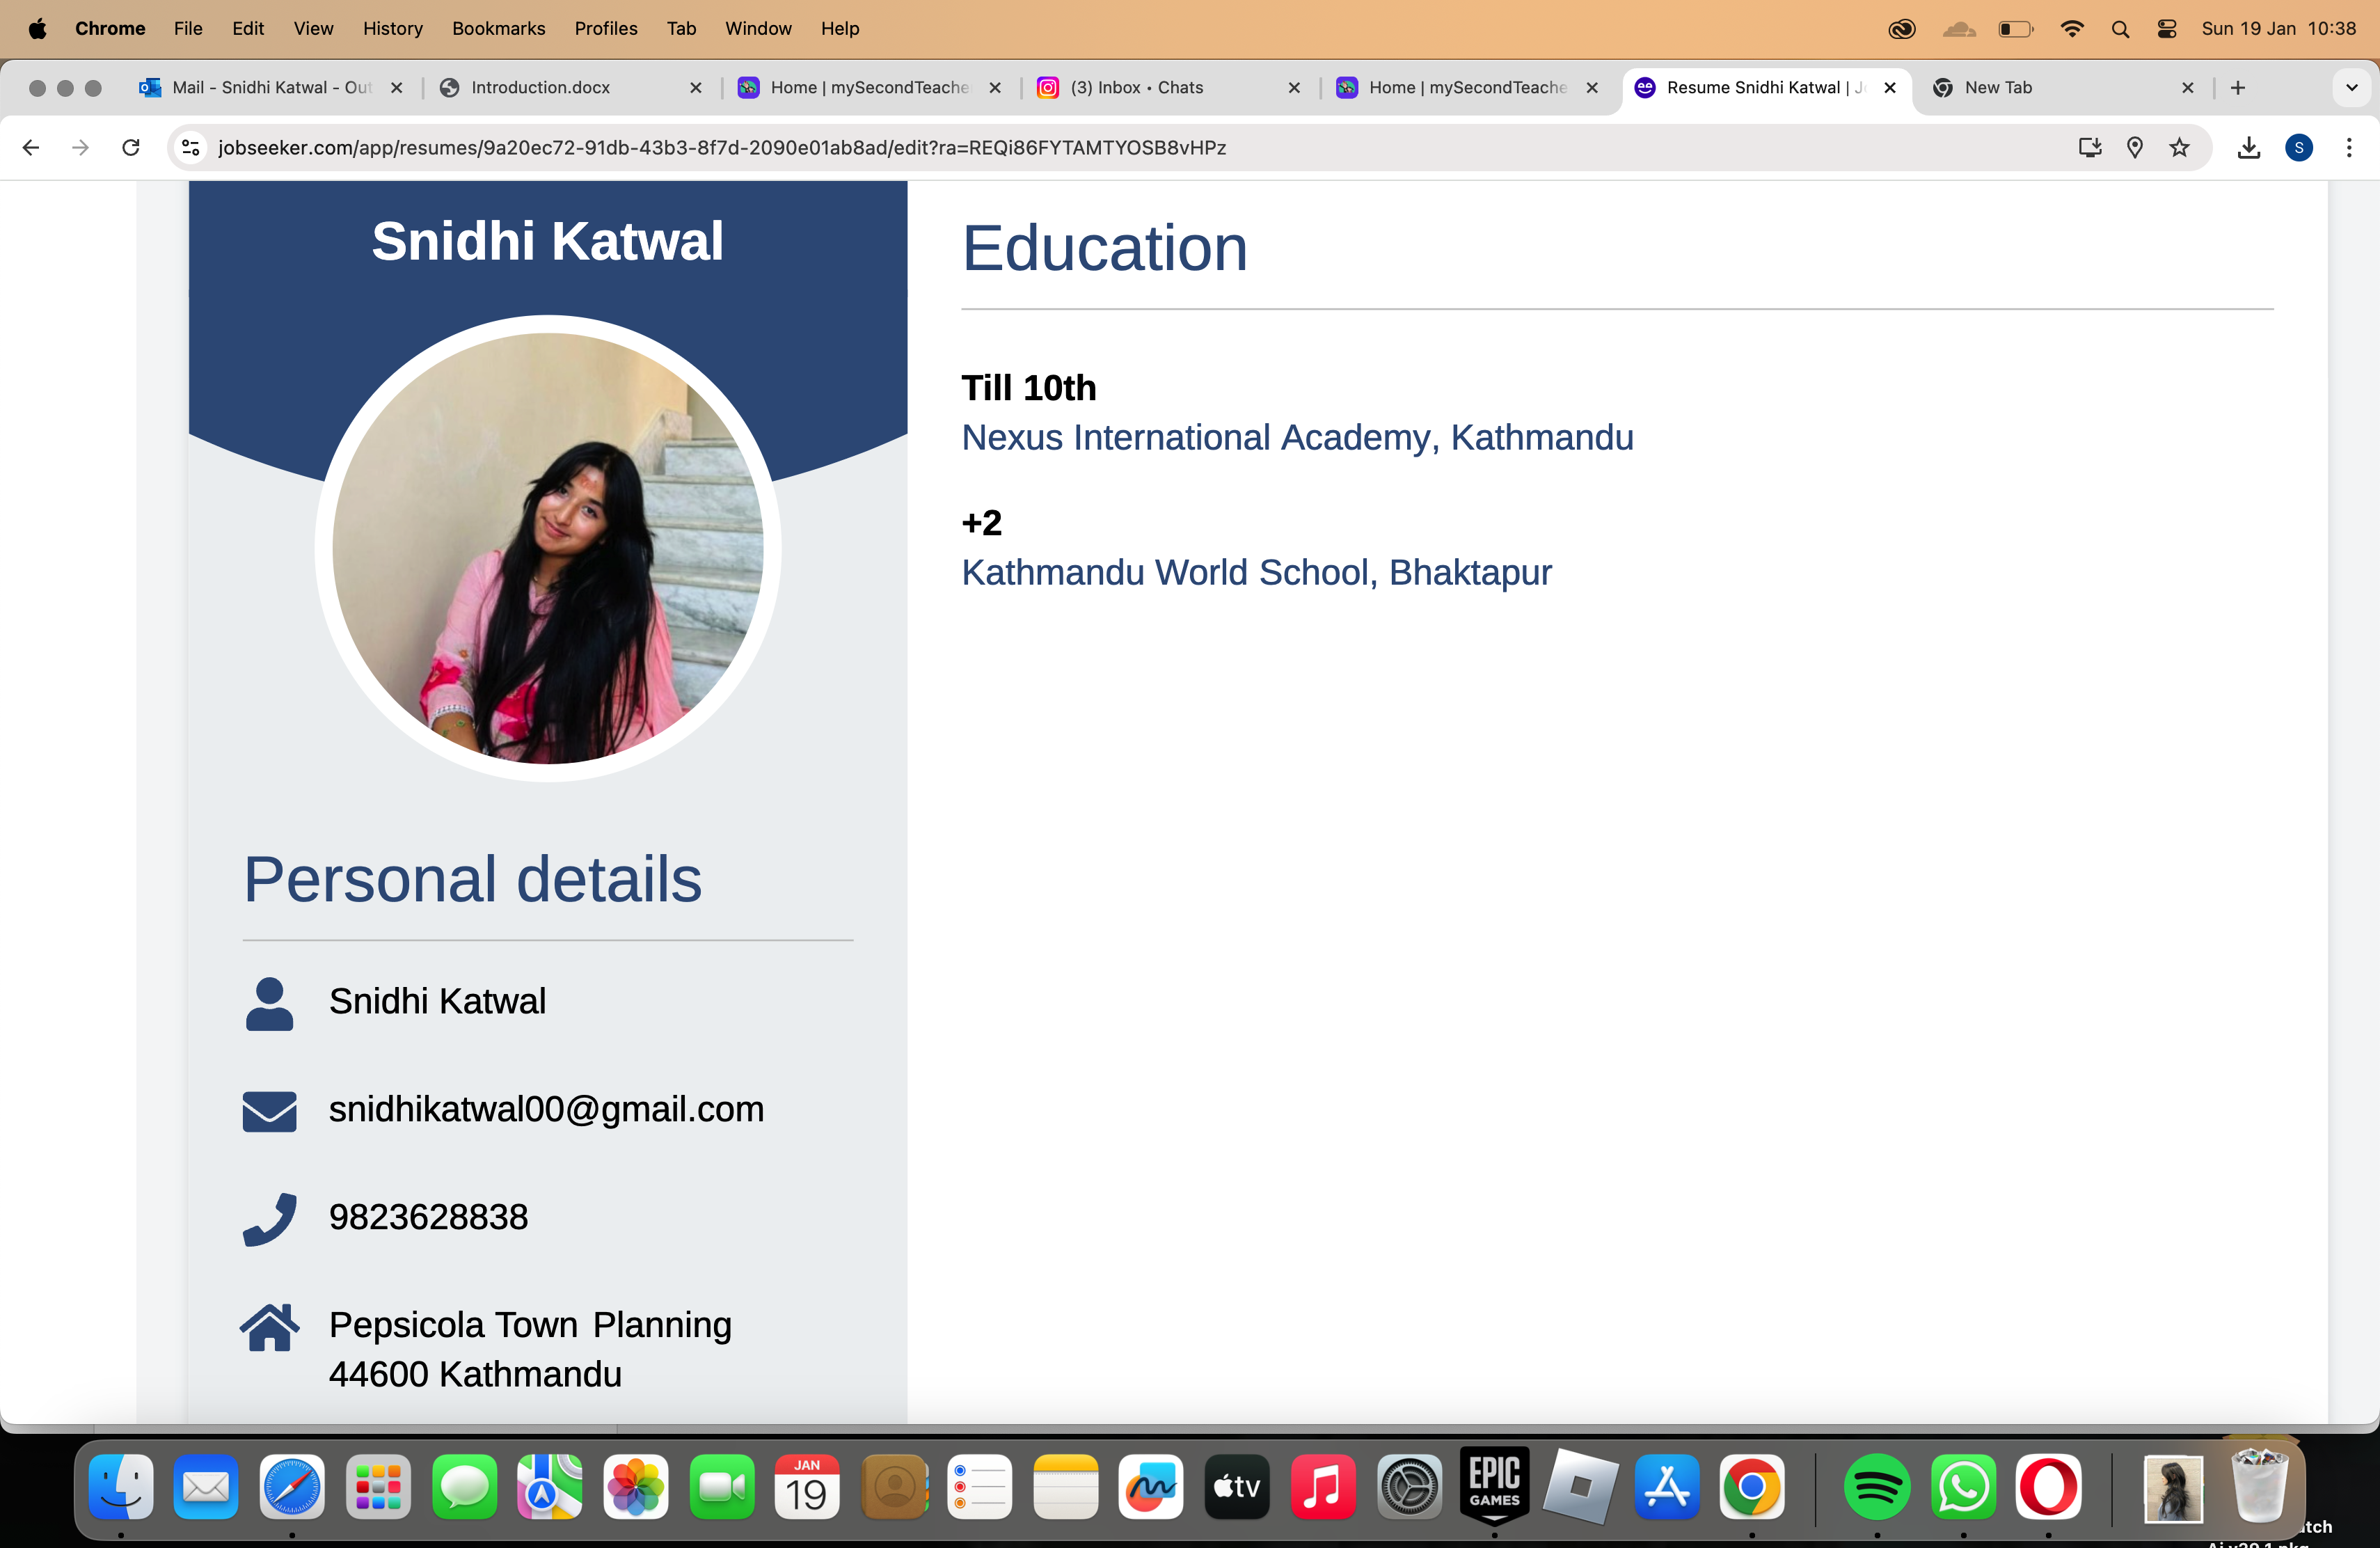 Chrome File Edit View History Bookmarks Profiles Tab Window Help Sun 19 Jan 10:38
Mail - Snidhi Katwal - Out Introduction.docx Home | mySecondTeache (3) Inbox • Chats Home | mySecondTeache Resume Snidhi Katwal | J New Tab
jobseeker.com/app/resumes/9a20ec72-91db-43b3-8f7d-2090e01ab8ad/edit?ra=REQi86FYTAMTYOSB8vHPz S
Snidhi Katwal
Education
Till 10th
Nexus International Academy, Kathmandu
+2
Kathmandu World School, Bhaktapur
Personal details
Snidhi Katwal
snidhikatwal00@gmail.com
9823628838
Pepsicola Town Planning
44600 Kathmandu
JAN
19
tv
EPIC
GAMES